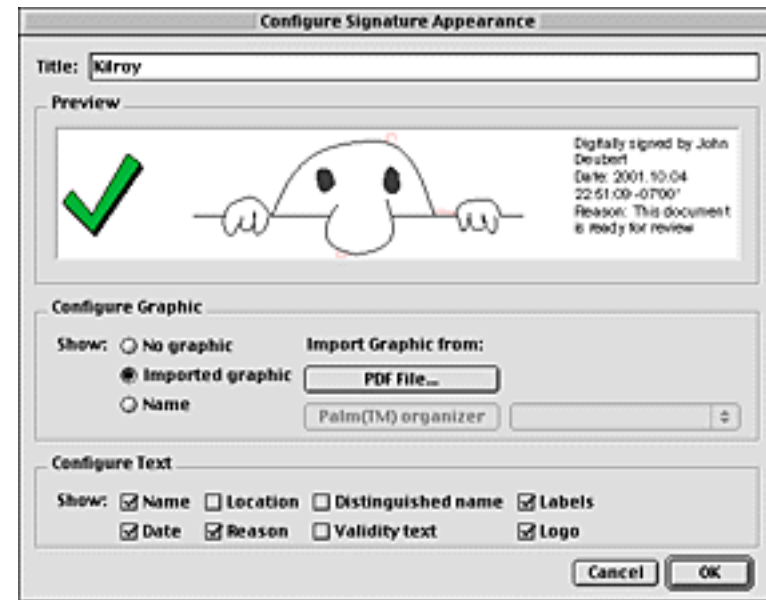 Configure Signature Appearance
Title: Kilroy
Preview
Digitally signed by John
Deubert
Date: 2001.10.04
22:51:09 -07'00'
Reason: This document
is ready for review
Configure Graphic
Show: No graphic
Import Graphic from:
Imported graphic
PDF File...
Name
Palm(TM) organizer
Configure Text
Show: Name Location Distinguished name Labels
Date Reason Validity text Logo
Cancel OK